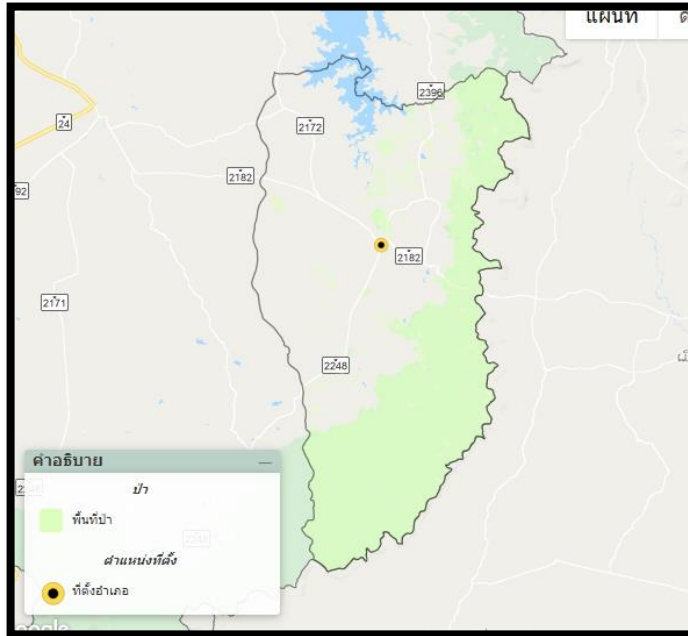 แผนที่
ด
24
2172
2396
2182
92
2182
2171
2248
คำอธิบาย
ป่า
พื้นที่ป่า
ตำแหน่งที่ตั้ง
ที่ตั้งอำเภอ